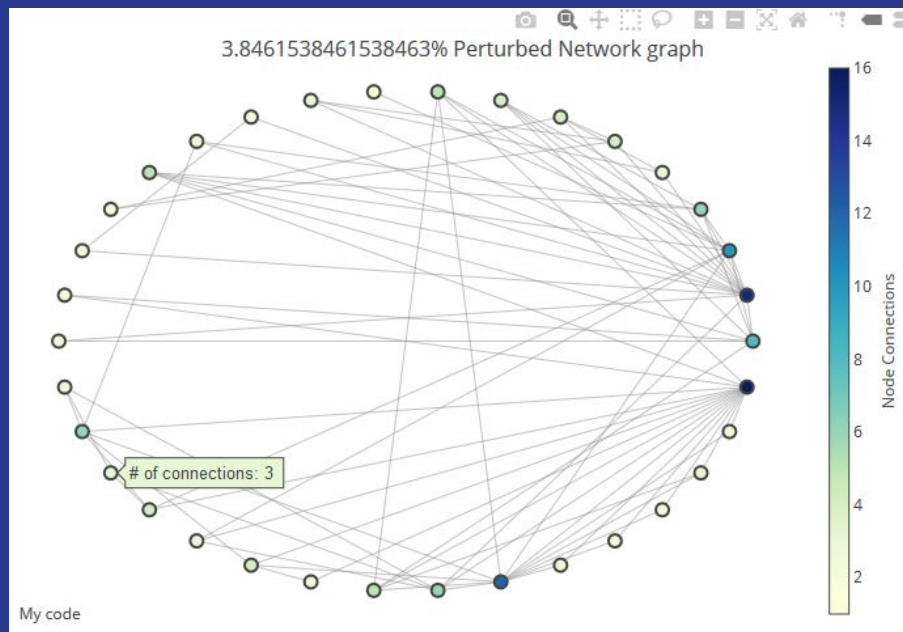 3.8461538461538463% Perturbed Network graph
16
14
12
10
8
6
4
2
Node Connections
# of connections: 3
My code